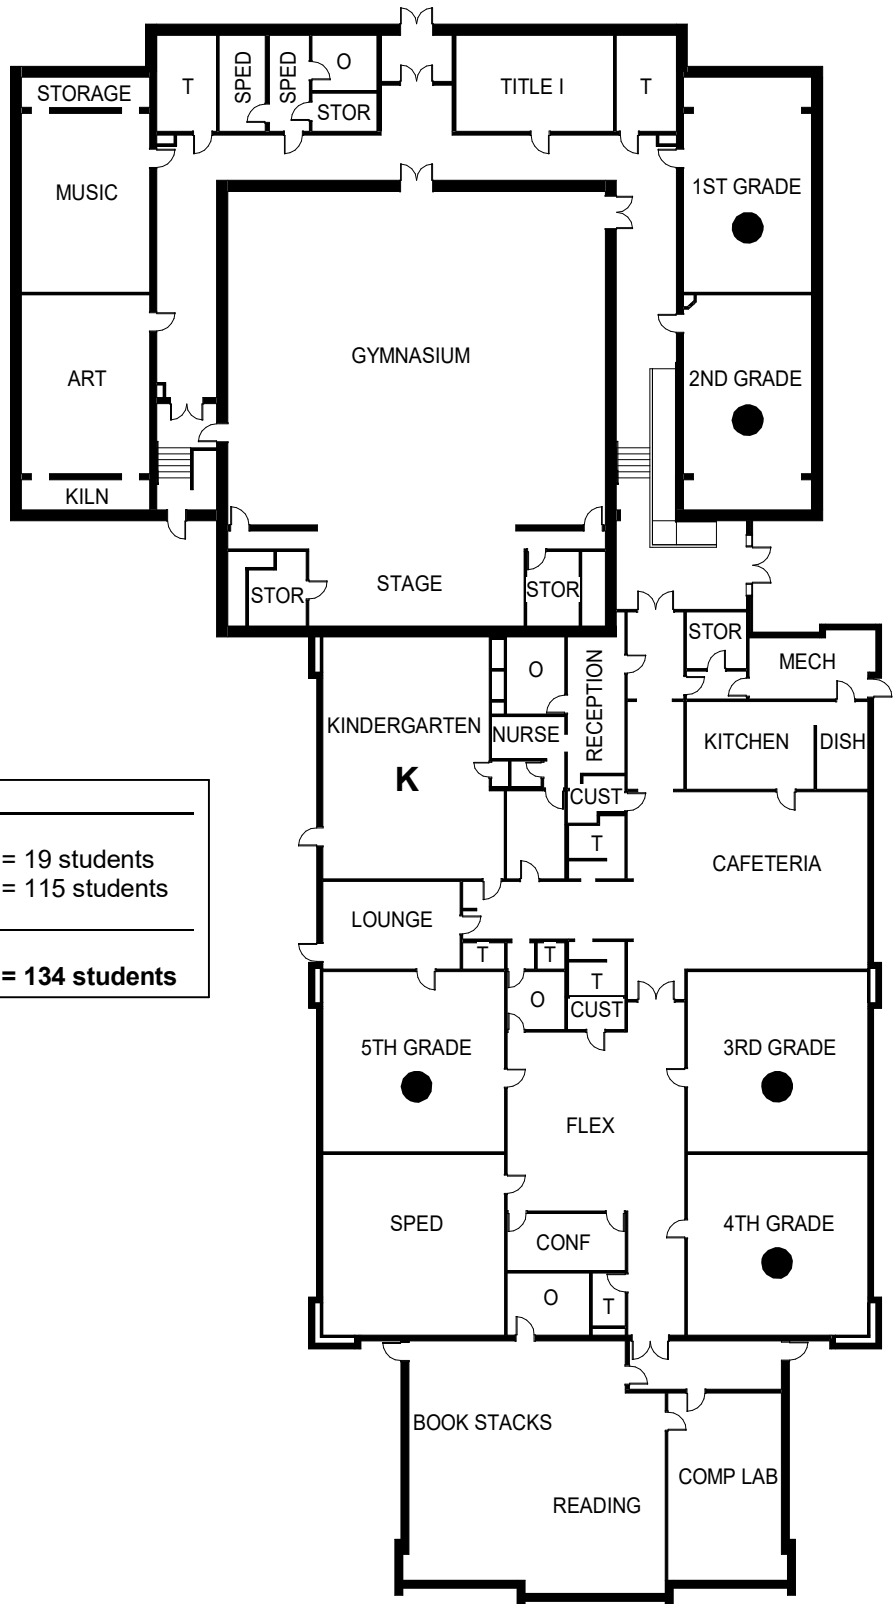 T
SPED
SPED
O
STOR
TITLE I
T
STORAGE
MUSIC
1ST GRADE
GYMNASIUM
ART
2ND GRADE
KILN
STAGE
STOR
STOR
STOR
MECH
O
RECEPTION
KINDERGARTEN
K
NURSE
KITCHEN
DISH
CUST
T
CAFETERIA
= 19 students
= 115 students
= 134 students
LOUNGE
T
T
T
O
CUST
5TH GRADE
3RD GRADE
FLEX
SPED
4TH GRADE
CONF
O
T
BOOK STACKS
COMP LAB
READING